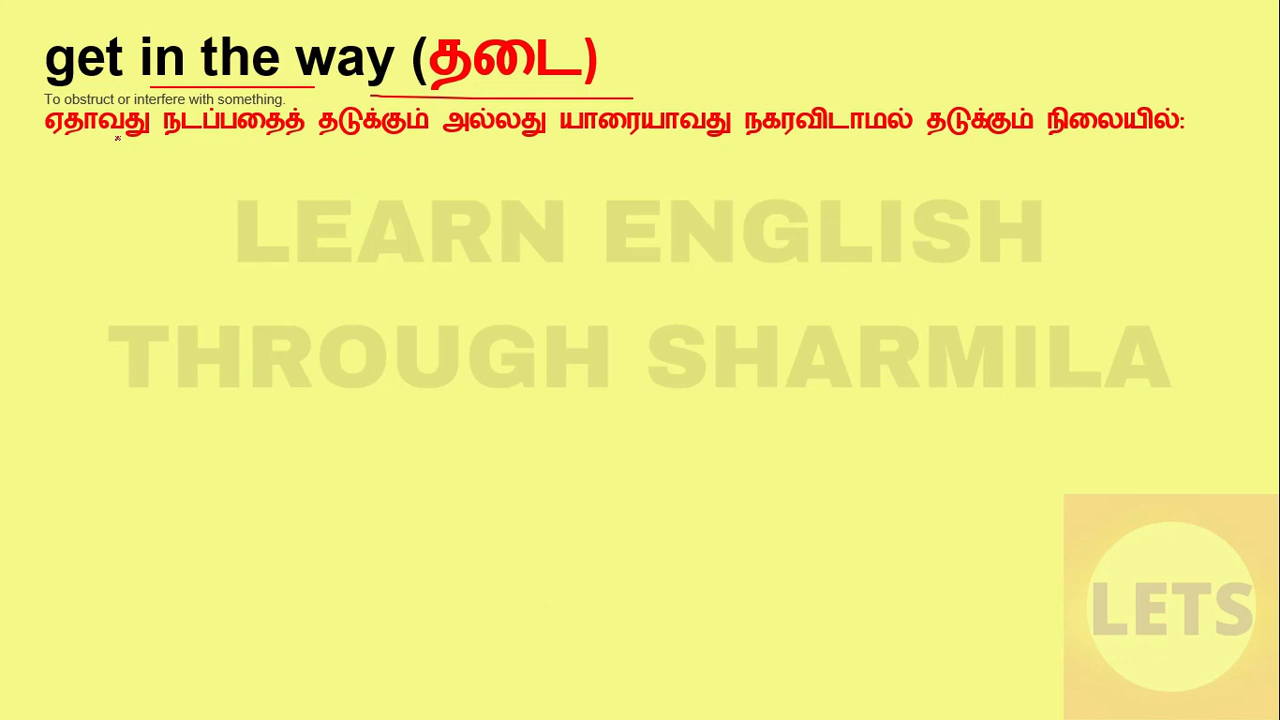 get in the way (தடை)
To obstruct or interfere with something.
ஏதாவது நடப்பதைத் தடுக்கும் அல்லது யாரையாவது நகரவிடாமல் தடுக்கும் நிலையில்:
LEARN ENGLISH
THROUGH SHARMILA
LETS